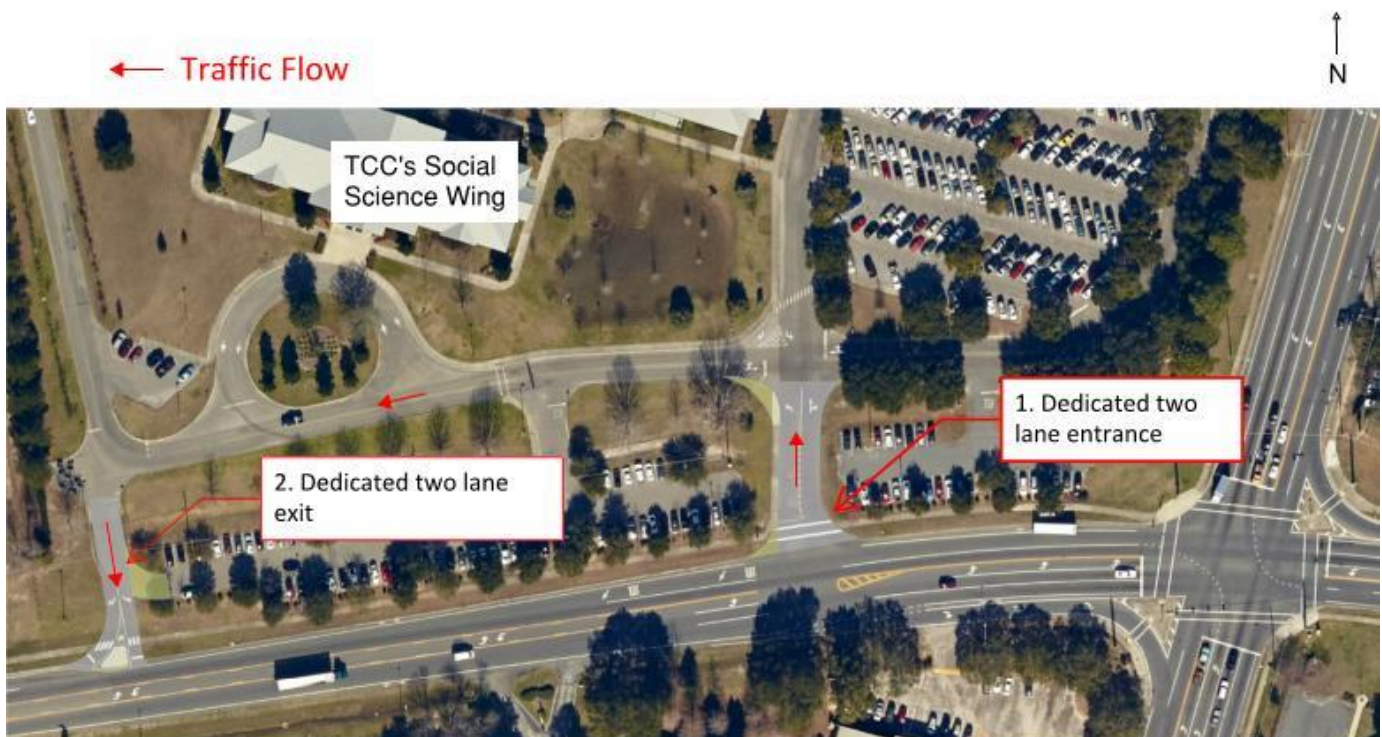 N
Traffic Flow
TCC's Social
Science Wing
1. Dedicated two
lane entrance
2. Dedicated two lane
exit